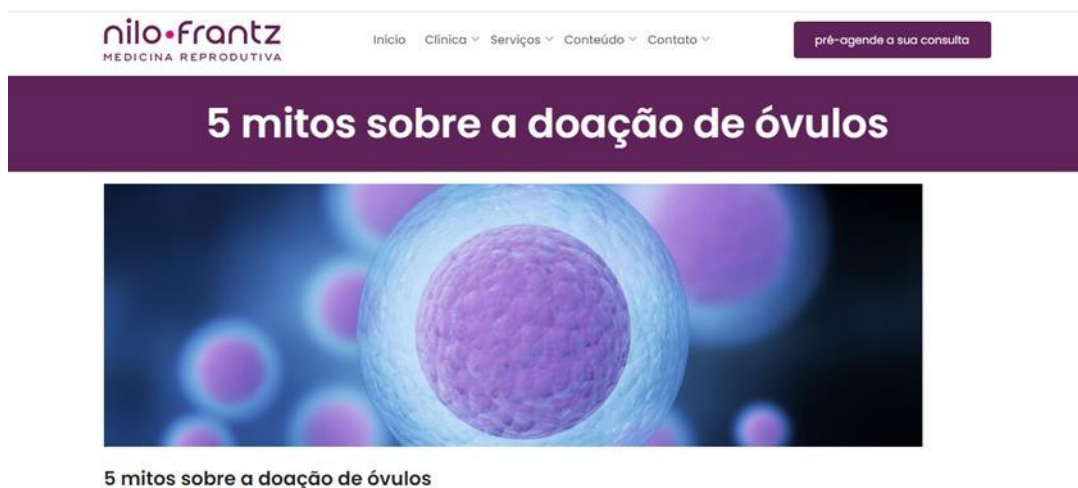 nilo•frantz
MEDICINA REPRODUTIVA
Início Clínica Serviços Conteúdo Contato
pré-agende a sua consulta
5 mitos sobre a doação de óvulos
5 mitos sobre a doação de óvulos